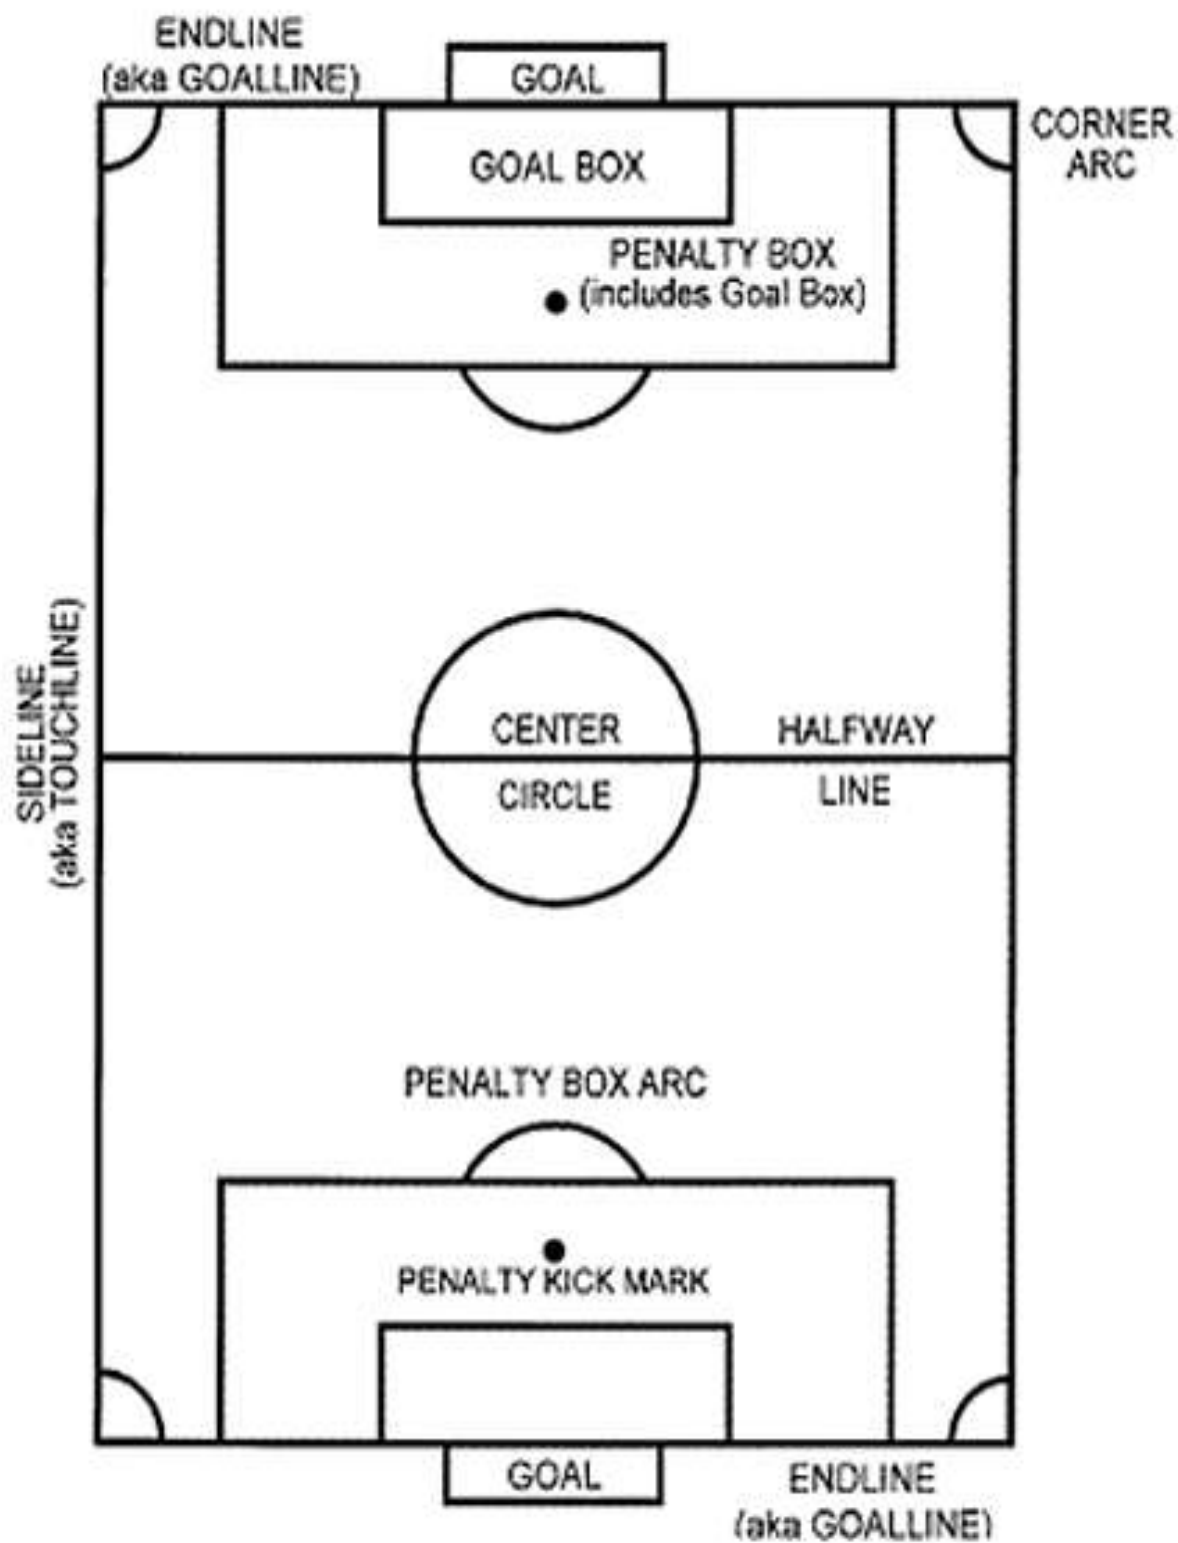 ENDLINE
(aka GOALLINE)
GOAL
CORNER
ARC
GOAL BOX
PENALTY BOX
(includes Goal Box)
SIDELINE
(aka TOUCHLINE)
CENTER
CIRCLE
HALFWAY
LINE
PENALTY BOX ARC
PENALTY KICK MARK
GOAL
ENDLINE
(aka GOALLINE)